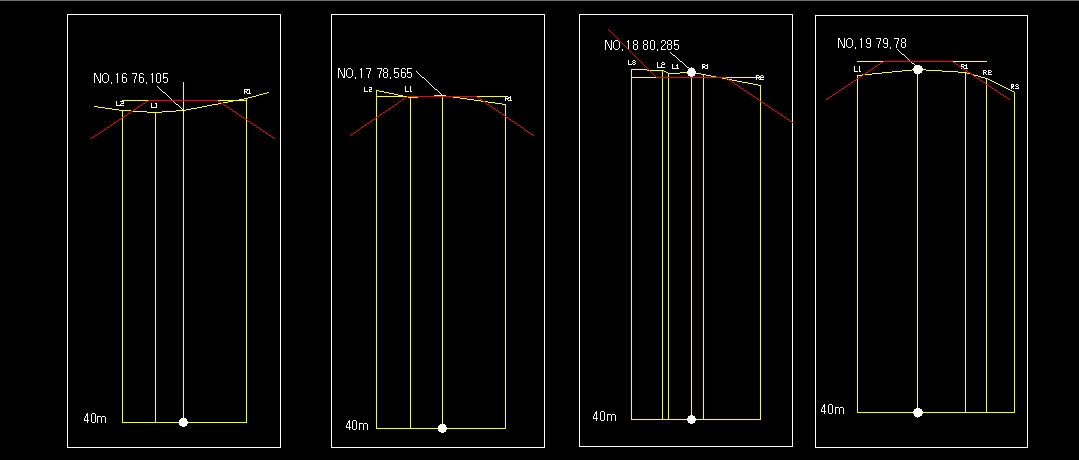 NO,16 76,105
L2
L1
R1
40m
NO,17 78,565
L2
L1
R1
40m
NO,18 80,285
L3
L2
L1
R1
R2
40m
NO,19 79,78
L1
R1
R2
R3
40m